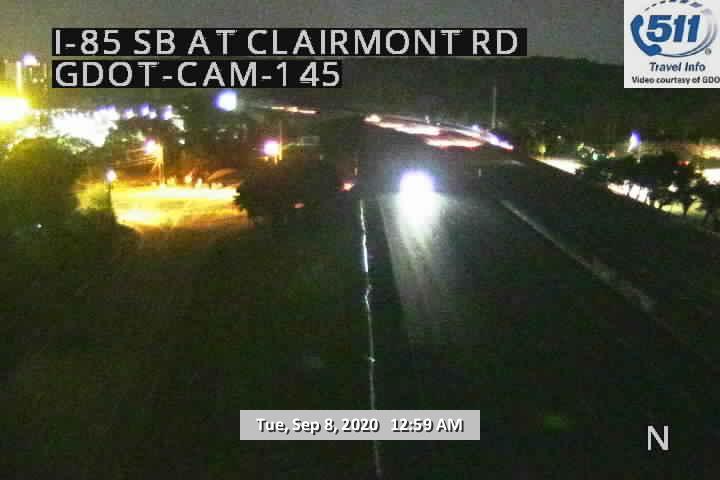 I-85 SB AT CLAIRMONT RD
GDOT-CAM-145
511
Travel Info
Video courtesy of GDO
Tue, Sep 8, 2020 12:59 AM
N